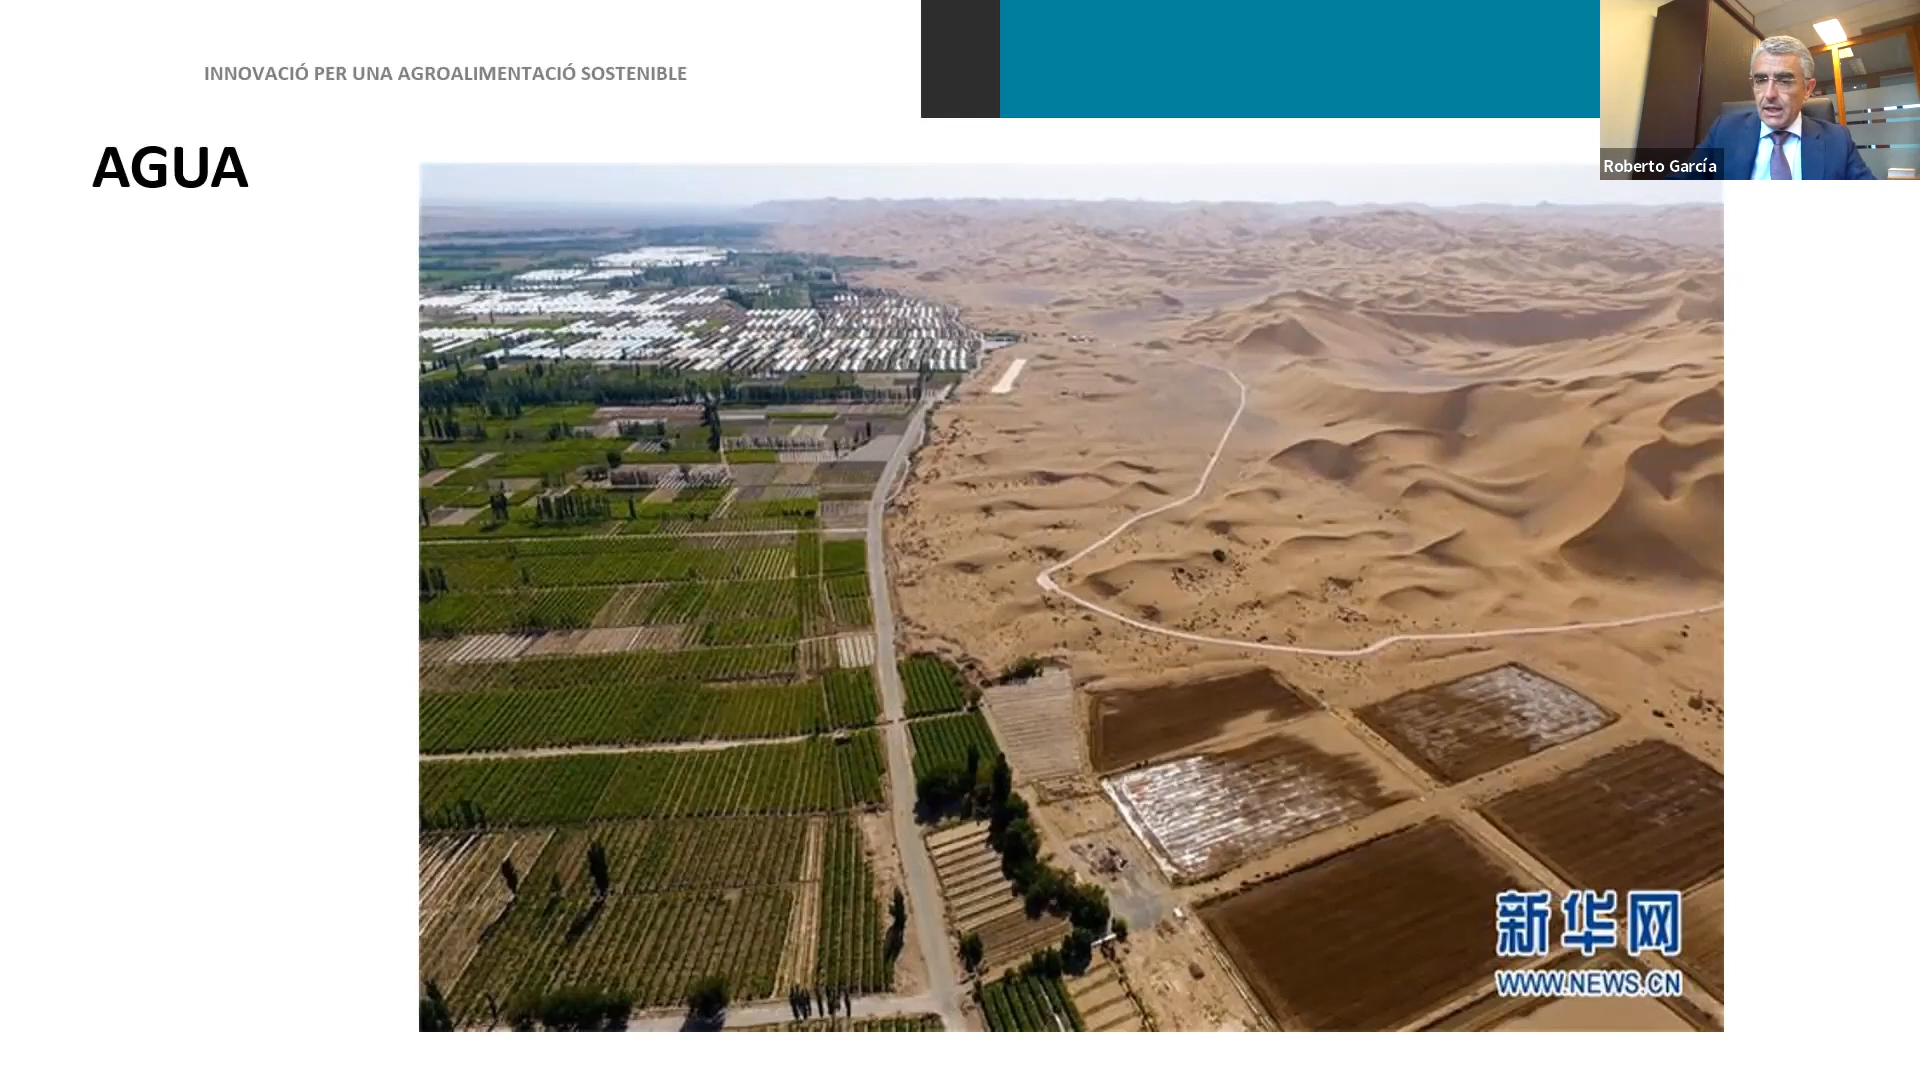 INNOVACIÓ PER UNA AGROALIMENTACIÓ SOSTENIBLE
Roberto García
AGUA
新华网
WWW.NEWS.CN